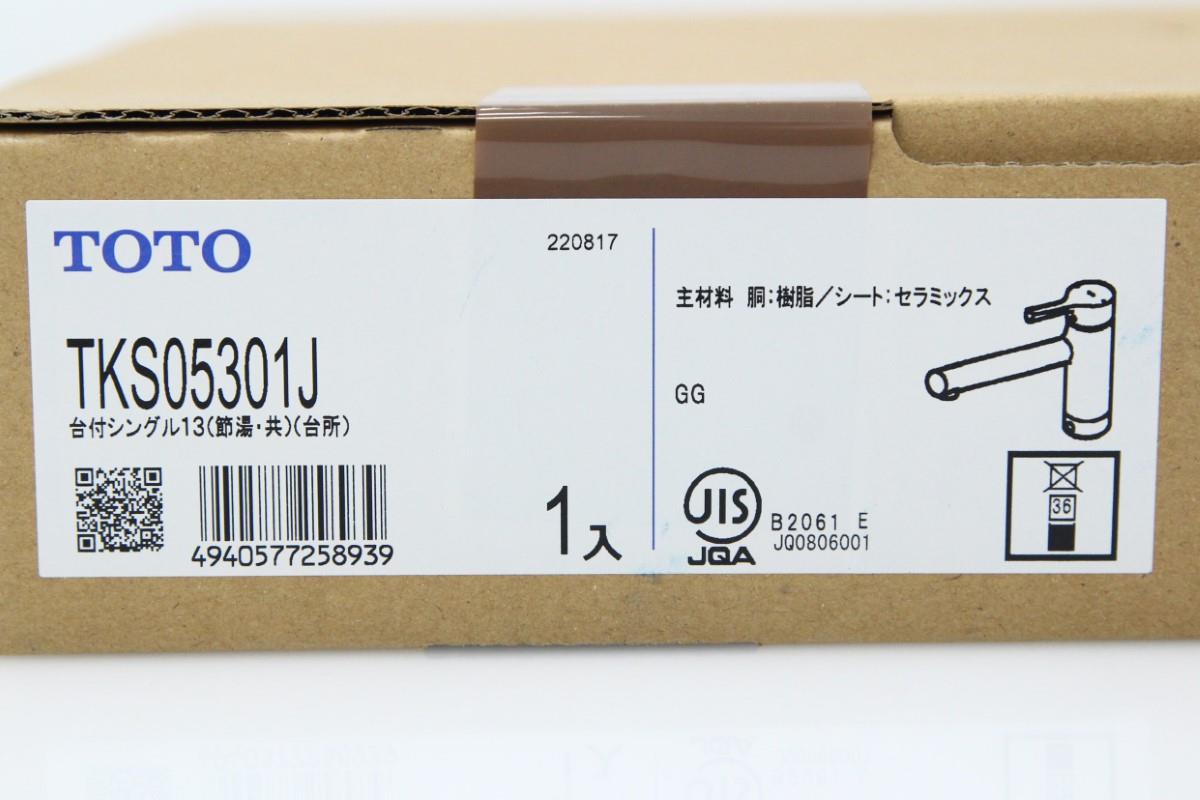 TOTO
220817
TKS05301J
台付シングル13(節湯・共)(台所)
4940577258939
1入
主材料 胴:樹脂/シート:セラミックス
GG
JIS
JQA
B2061 E
JQ0806001
36